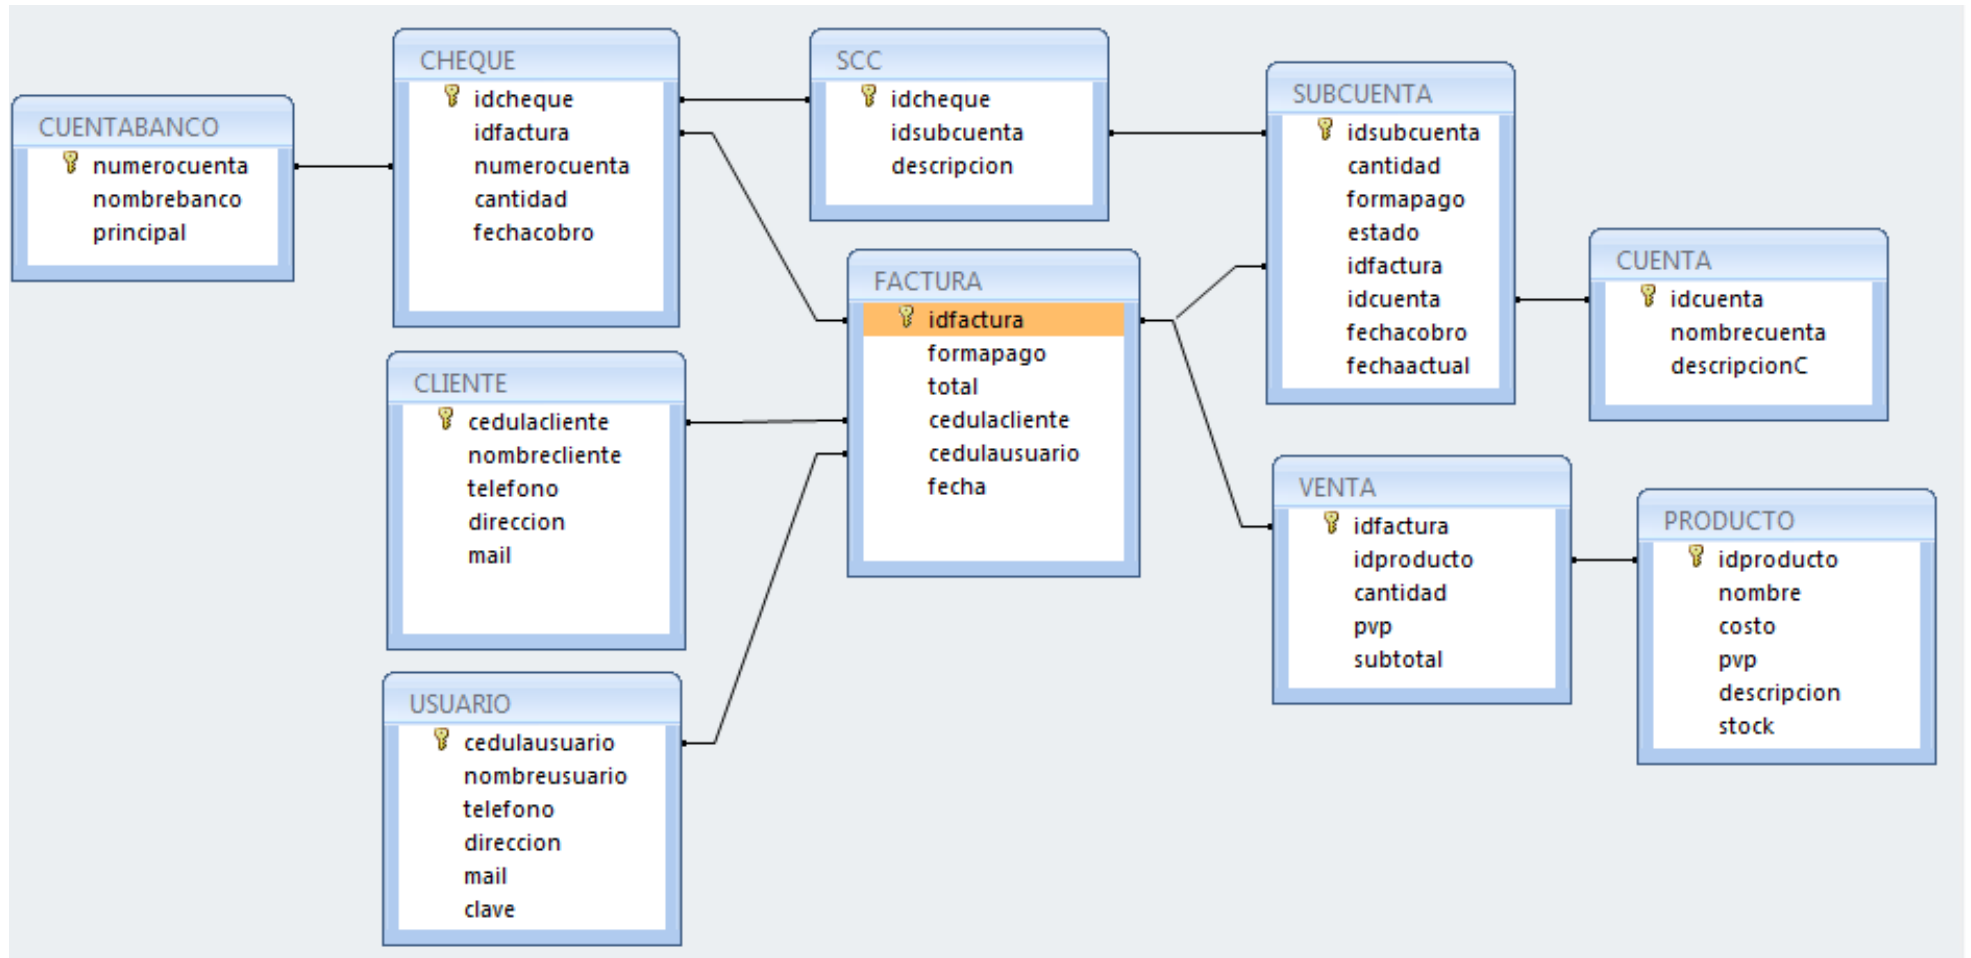 CUENTABANCO
numerocuenta
nombrebanco
principal
CHEQUE
idcheque
idfactura
numerocuenta
cantidad
fechacobro
SCC
idcheque
idsubcuenta
descripcion
SUBCUENTA
idsubcuenta
cantidad
formapago
estado
idfactura
idcuenta
fechacobro
fechaactual
CUENTA
idcuenta
nombrecuenta
descripcionC
FACTURA
idfactura
formapago
total
cedulacliente
cedulausuario
fecha
CLIENTE
cedulacliente
nombrecliente
telefono
direccion
mail
VENTA
idfactura
idproducto
cantidad
pvp
subtotal
PRODUCTO
idproducto
nombre
costo
pvp
descripcion
stock
USUARIO
cedulausuario
nombreusuario
telefono
direccion
mail
clave